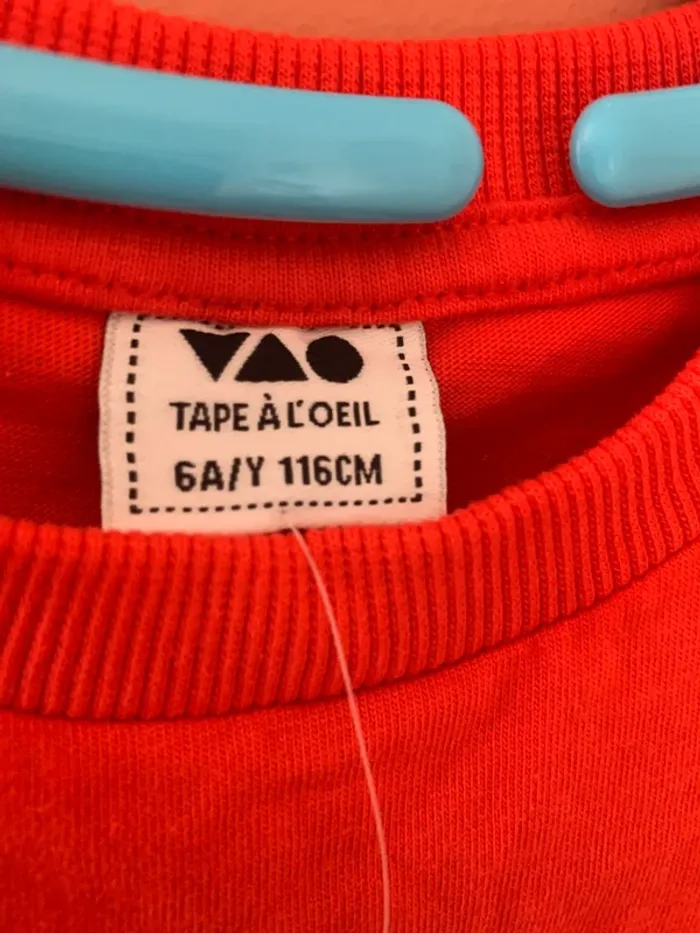 TAPE À L'OEIL
6A/Y 116CM